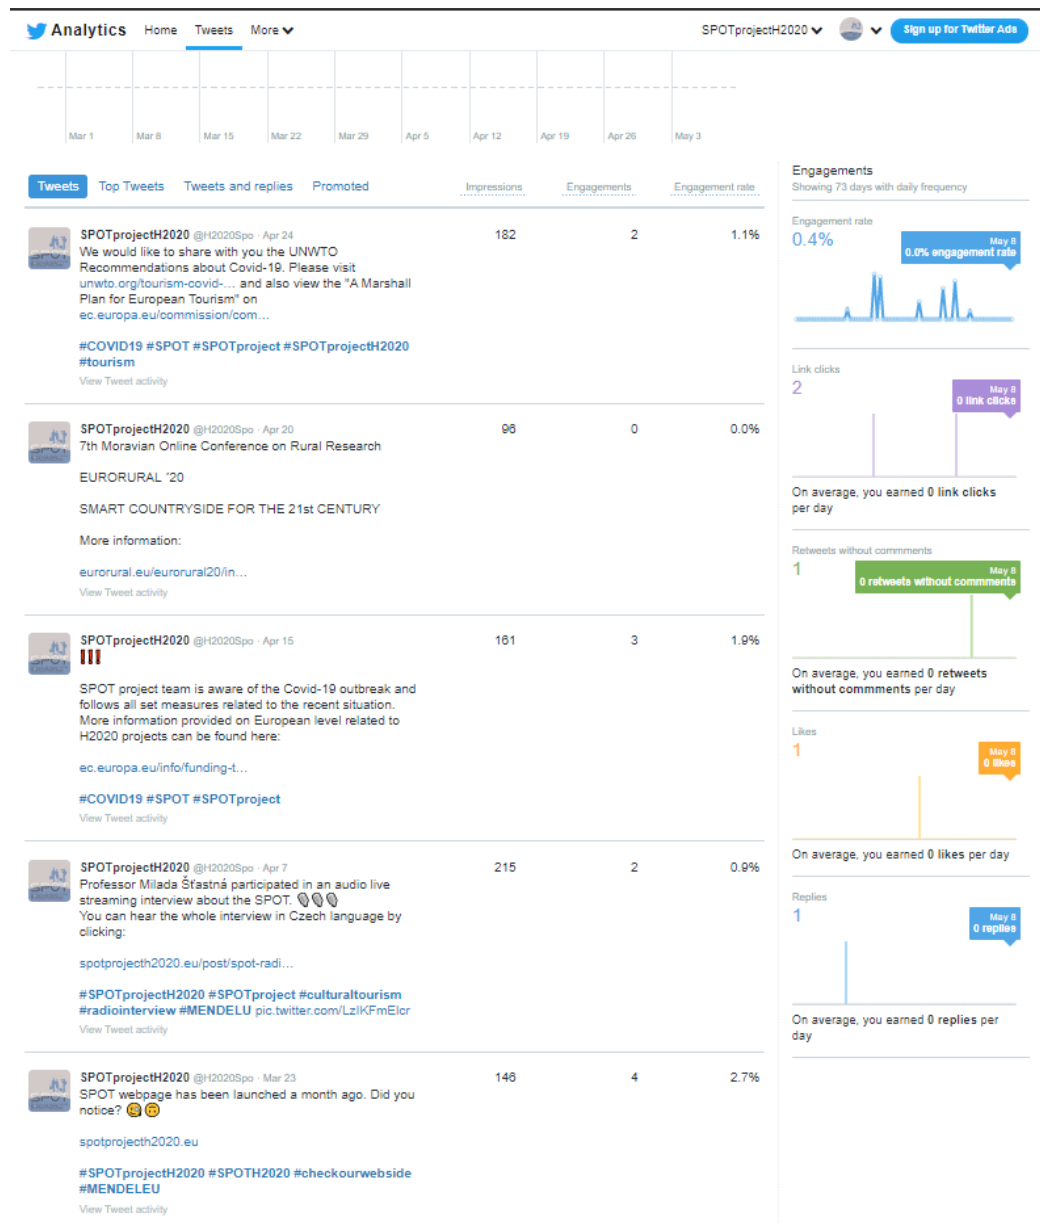 Analytics Home Tweets More SPOTprojectH2020 Sign up for Twitter Ads
Mar 1 Mar 8 Mar 15 Mar 22 Mar 29 Apr 5 Apr 12 Apr 19 Apr 26 May 3
Tweets Top Tweets Tweets and replies Promoted Impressions Engagements Engagement rate
SPOTprojectH2020 @H2020Spo · Apr 24 182 2 1.1%
We would like to share with you the UNWTO
Recommendations about Covid-19. Please visit
unwto.org/tourism-covid-… and also view the "A Marshall
Plan for European Tourism" on
ec.europa.eu/commission/com…
#COVID19 #SPOT #SPOTproject #SPOTprojectH2020
#tourism
View Tweet activity
SPOTprojectH2020 @H2020Spo · Apr 20 96 0 0.0%
7th Moravian Online Conference on Rural Research
EURORURAL ´20
SMART COUNTRYSIDE FOR THE 21st CENTURY
More information:
eurorural.eu/eurorural20/in…
View Tweet activity
SPOTprojectH2020 @H2020Spo · Apr 15 161 3 1.9%
❗❗❗
SPOT project team is aware of the Covid-19 outbreak and
follows all set measures related to the recent situation.
More information provided on European level related to
H2020 projects can be found here:
ec.europa.eu/info/funding-t…
#COVID19 #SPOT #SPOTproject
View Tweet activity
SPOTprojectH2020 @H2020Spo · Apr 7 215 2 0.9%
Professor Milada Šťastná participated in an audio live
streaming interview about the SPOT.
You can hear the whole interview in Czech language by
clicking:
spotprojecth2020.eu/post/spot-radi…
#SPOTprojectH2020 #SPOTproject #culturaltourism
#radiointerview #MENDELU pic.twitter.com/LzIKFmEIcr
View Tweet activity
SPOTprojectH2020 @H2020Spo · Mar 23 146 4 2.7%
SPOT webpage has been launched a month ago. Did you
notice?
spotprojecth2020.eu
#SPOTprojectH2020 #SPOTH2020 #checkourwebside
#MENDELEU
View Tweet activity
Engagements
Showing 73 days with daily frequency
Engagement rate
0.4%
May 8
0.0% engagement rate
Link clicks
2
May 8
0 link clicks
On average, you earned 0 link clicks
per day
Retweets without commments
1
May 8
0 retweets without commments
On average, you earned 0 retweets
without commments per day
Likes
1
May 8
0 likes
On average, you earned 0 likes per day
Replies
1
May 8
0 replies
On average, you earned 0 replies per
day